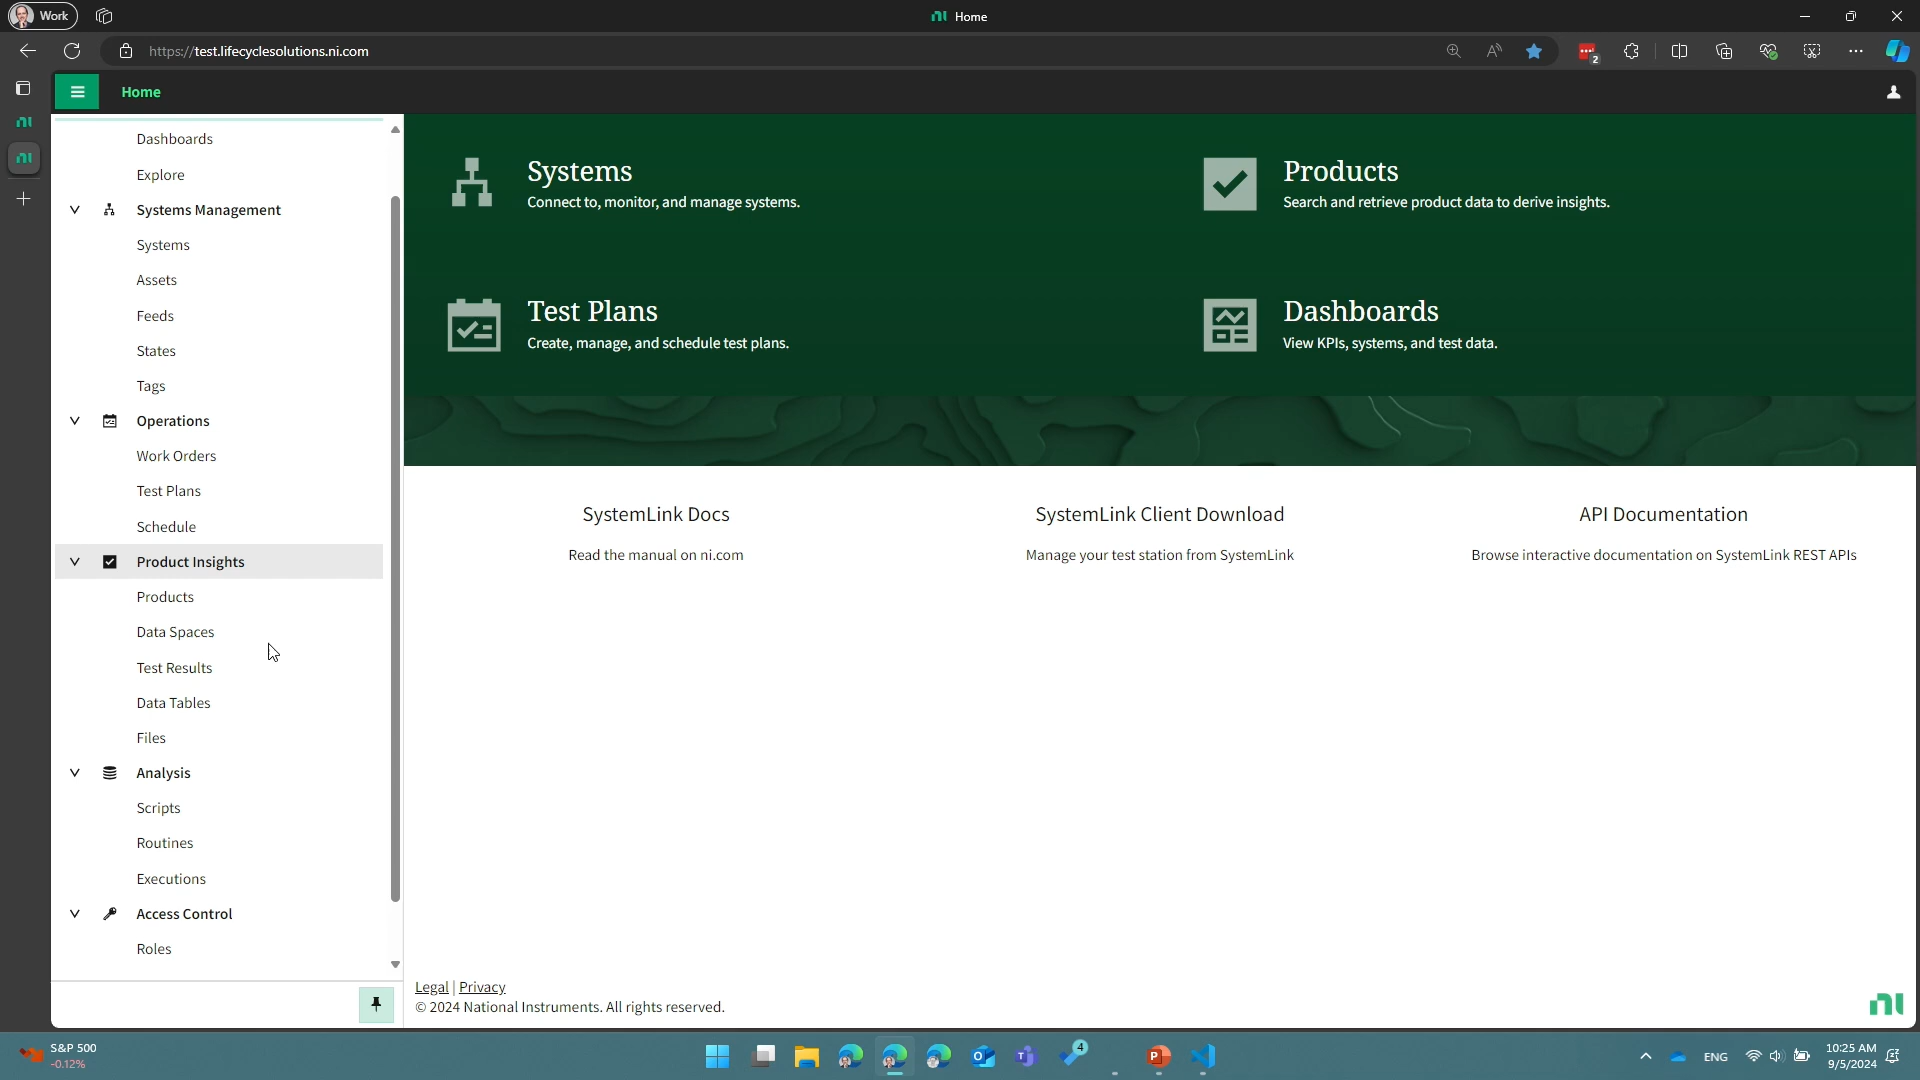 Work
Home
https://test.lifecyclesolutions.ni.com
2
Home
Dashboards
Explore
Systems Management
Systems
Assets
Feeds
States
Tags
Operations
Work Orders
Test Plans
Schedule
Product Insights
Products
Data Spaces
Test Results
Data Tables
Files
Analysis
Scripts
Routines
Executions
Access Control
Roles
Systems
Connect to, monitor, and manage systems.
Products
Search and retrieve product data to derive insights.
Test Plans
Create, manage, and schedule test plans.
Dashboards
View KPIs, systems, and test data.
SystemLink Docs
Read the manual on ni.com
SystemLink Client Download
Manage your test station from SystemLink
API Documentation
Browse interactive documentation on SystemLink REST APIs
Legal | Privacy
© 2024 National Instruments. All rights reserved.
ni
S&P 500
-0.12%
4
ENG
10:25 AM
9/5/2024